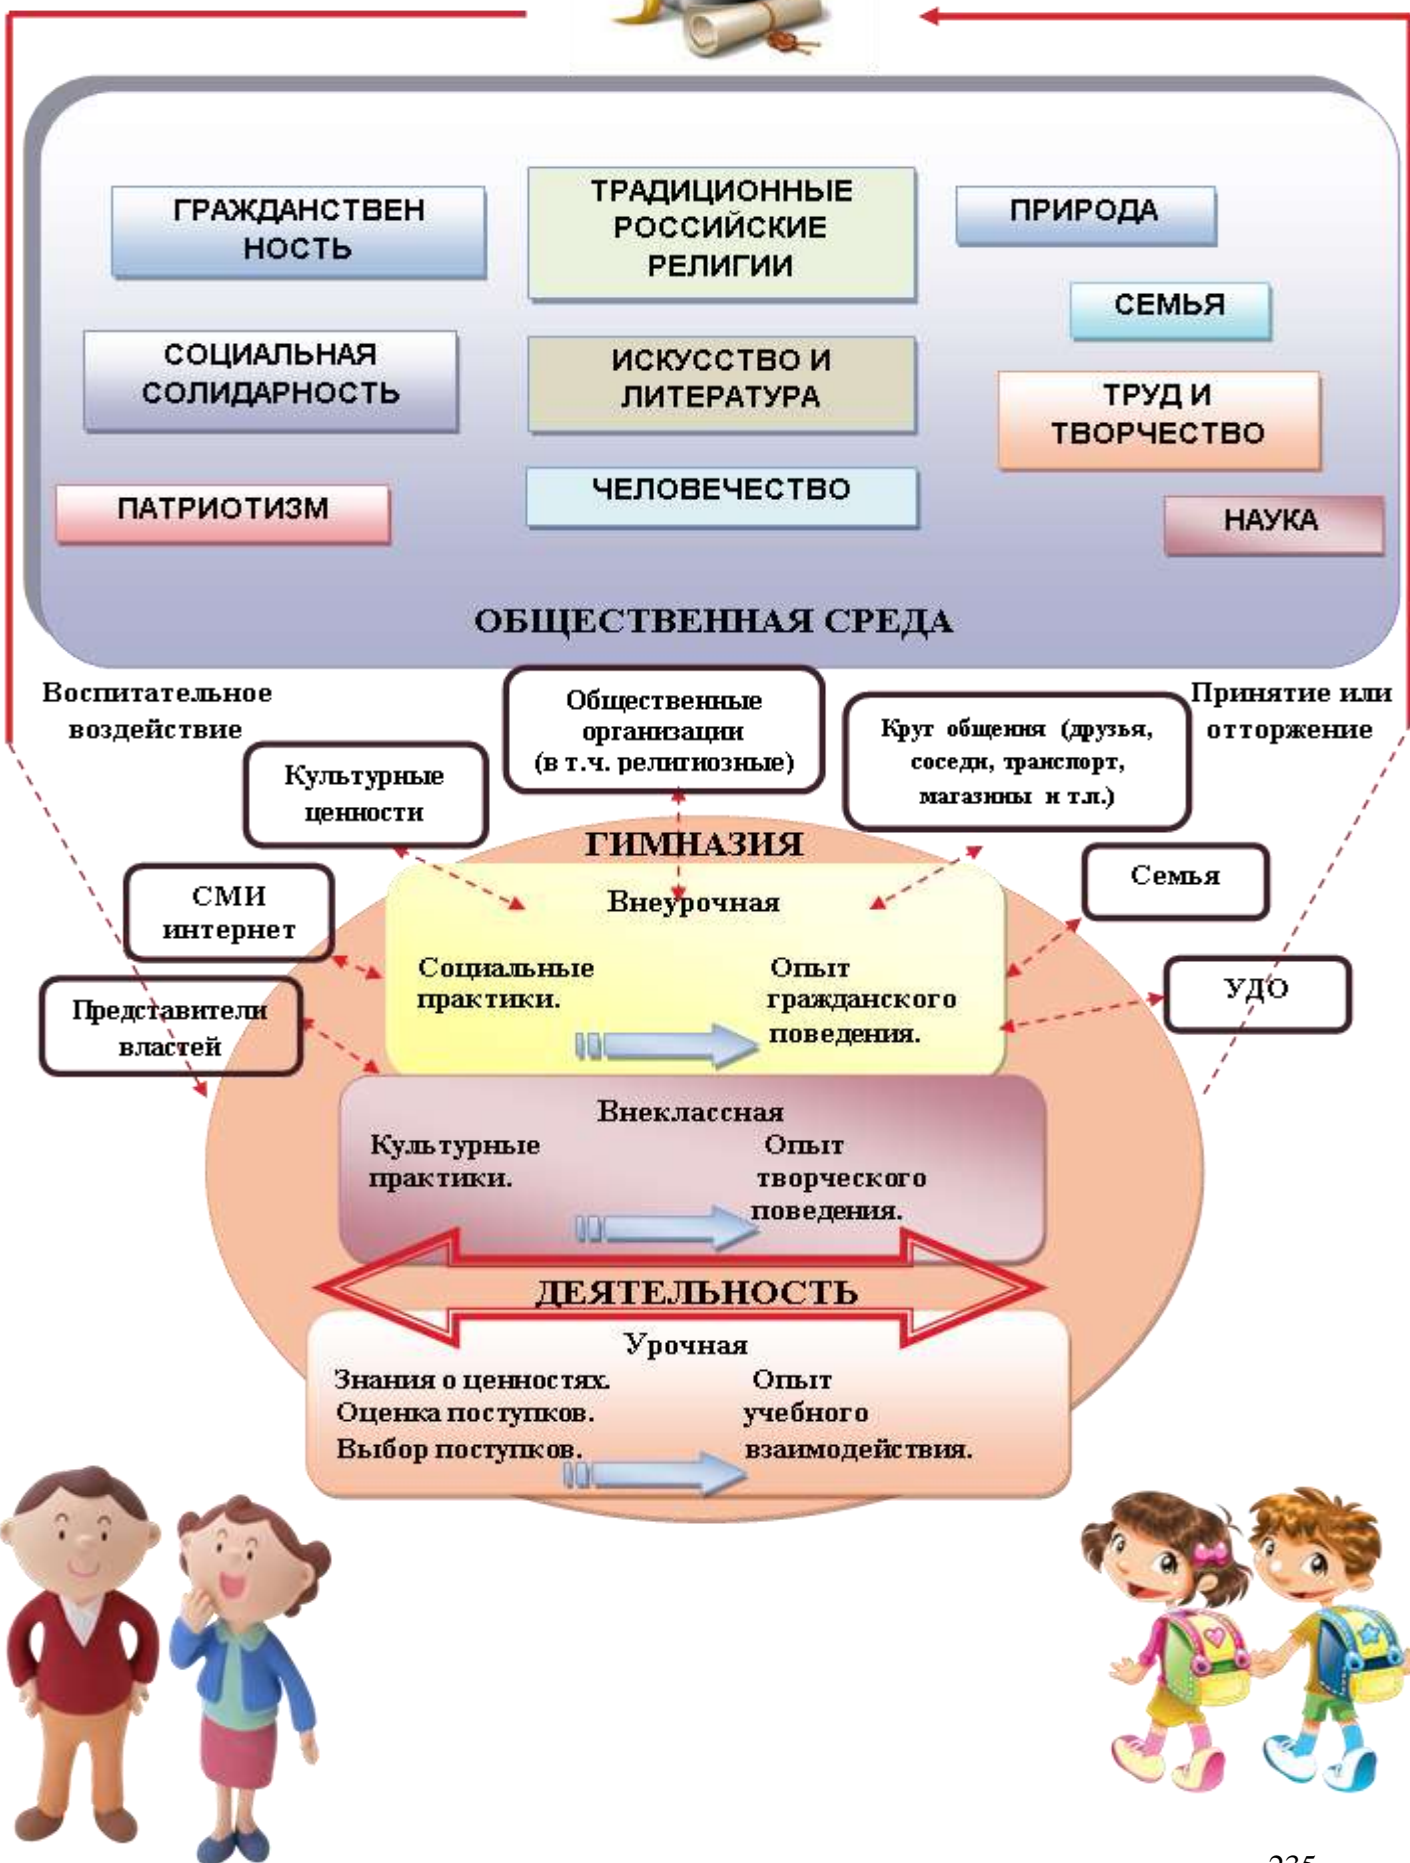 ГРАЖДАНСТВЕН
НОСТЬ
ТРАДИЦИОННЫЕ
РОССИЙСКИЕ
РЕЛИГИИ
ПРИРОДА
СЕМЬЯ
СОЦИАЛЬНАЯ
СОЛИДАРНОСТЬ
ИСКУССТВО И
ЛИТЕРАТУРА
ТРУД И
ТВОРЧЕСТВО
ПАТРИОТИЗМ
ЧЕЛОВЕЧЕСТВО
НАУКА
ОБЩЕСТВЕННАЯ СРЕДА
Воспитательное
воздействие
Общественные
организации
(в т.ч. религиозные)
Принятие или
отторжение
Круг общения (друзья,
соседи, транспорт,
магазины и т.п.)
Культурные
ценности
ГИМНАЗИЯ
СМИ
интернет
Семья
Представители
властей
УДО
Внеурочная
Социальные
практики.
Опыт
гражданского
поведения.
Внеклассная
Культурные
практики.
Опыт
творческого
поведения.
ДЕЯТЕЛЬНОСТЬ
Урочная
Знания о ценностях.
Оценка поступков.
Выбор поступков.
Опыт
учебного
взаимодействия.
235